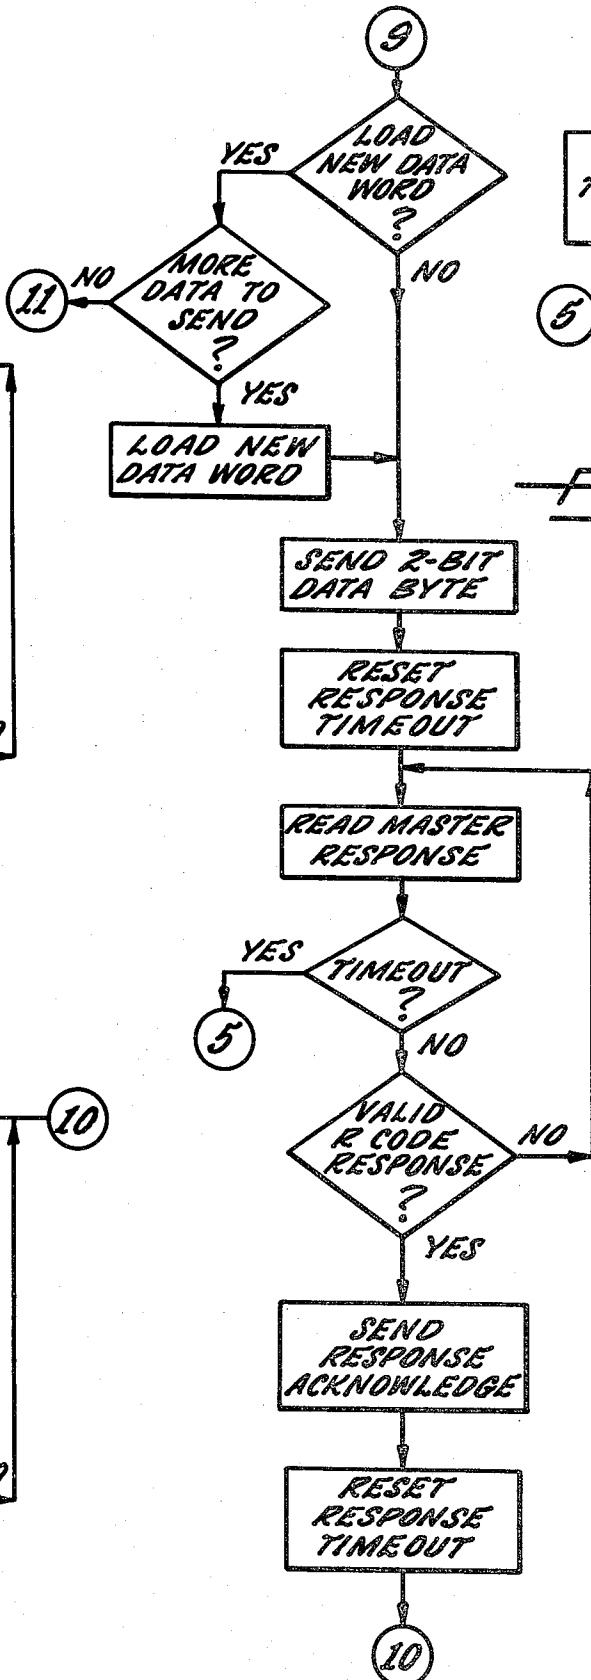 9
LOAD
NEW DATA
WORD
?
YES
NO
MORE
DATA TO
SEND
?
NO
11
YES
LOAD NEW
DATA WORD
5
SEND 2-BIT
DATA BYTE
RESET
RESPONSE
TIMEOUT
READ MASTER
RESPONSE
TIMEOUT
?
YES
5
NO
VALID
R CODE
RESPONSE
?
NO
10
YES
SEND
RESPONSE
ACKNOWLEDGE
RESET
RESPONSE
TIMEOUT
10